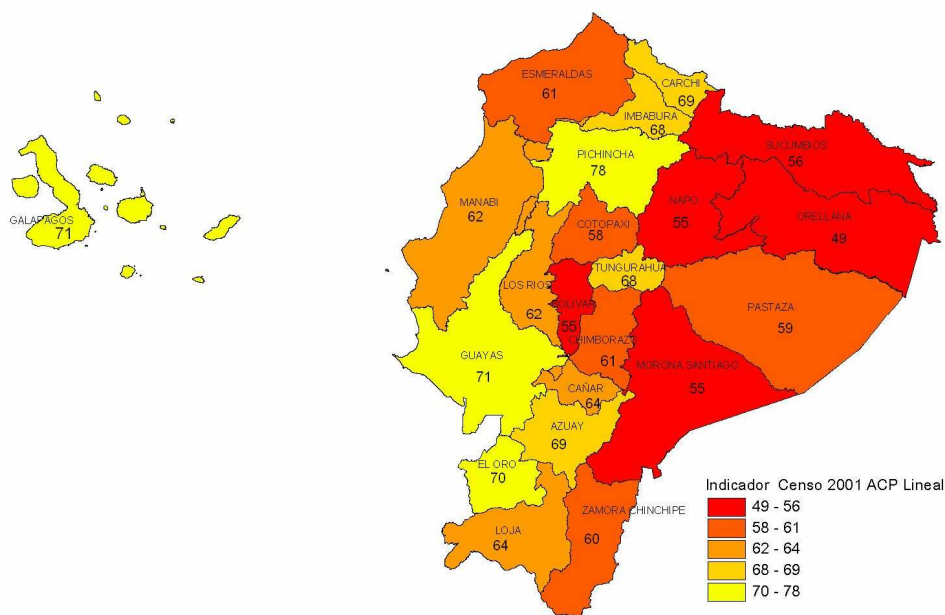 ESMERALDAS
61
CARCHI
69
IMBABURA
68
SUCUMBIOS
56
PICHINCHA
78
MANABI
62
GALAPAGOS
71
NAPO
55
ORELLANA
49
COTOPAXI
58
TUNGURAHUA
68
LOS RIOS
62
BOLIVAR
55
PASTAZA
59
CHIMBORAZO
61
GUAYAS
71
MORONA SANTIAGO
55
CAÑAR
64
AZUAY
69
EL ORO
70
ZAMORA CHINCHIPE
60
LOJA
64
Indicador Censo 2001 ACP Lineal
49 - 56
58 - 61
62 - 64
68 - 69
70 - 78